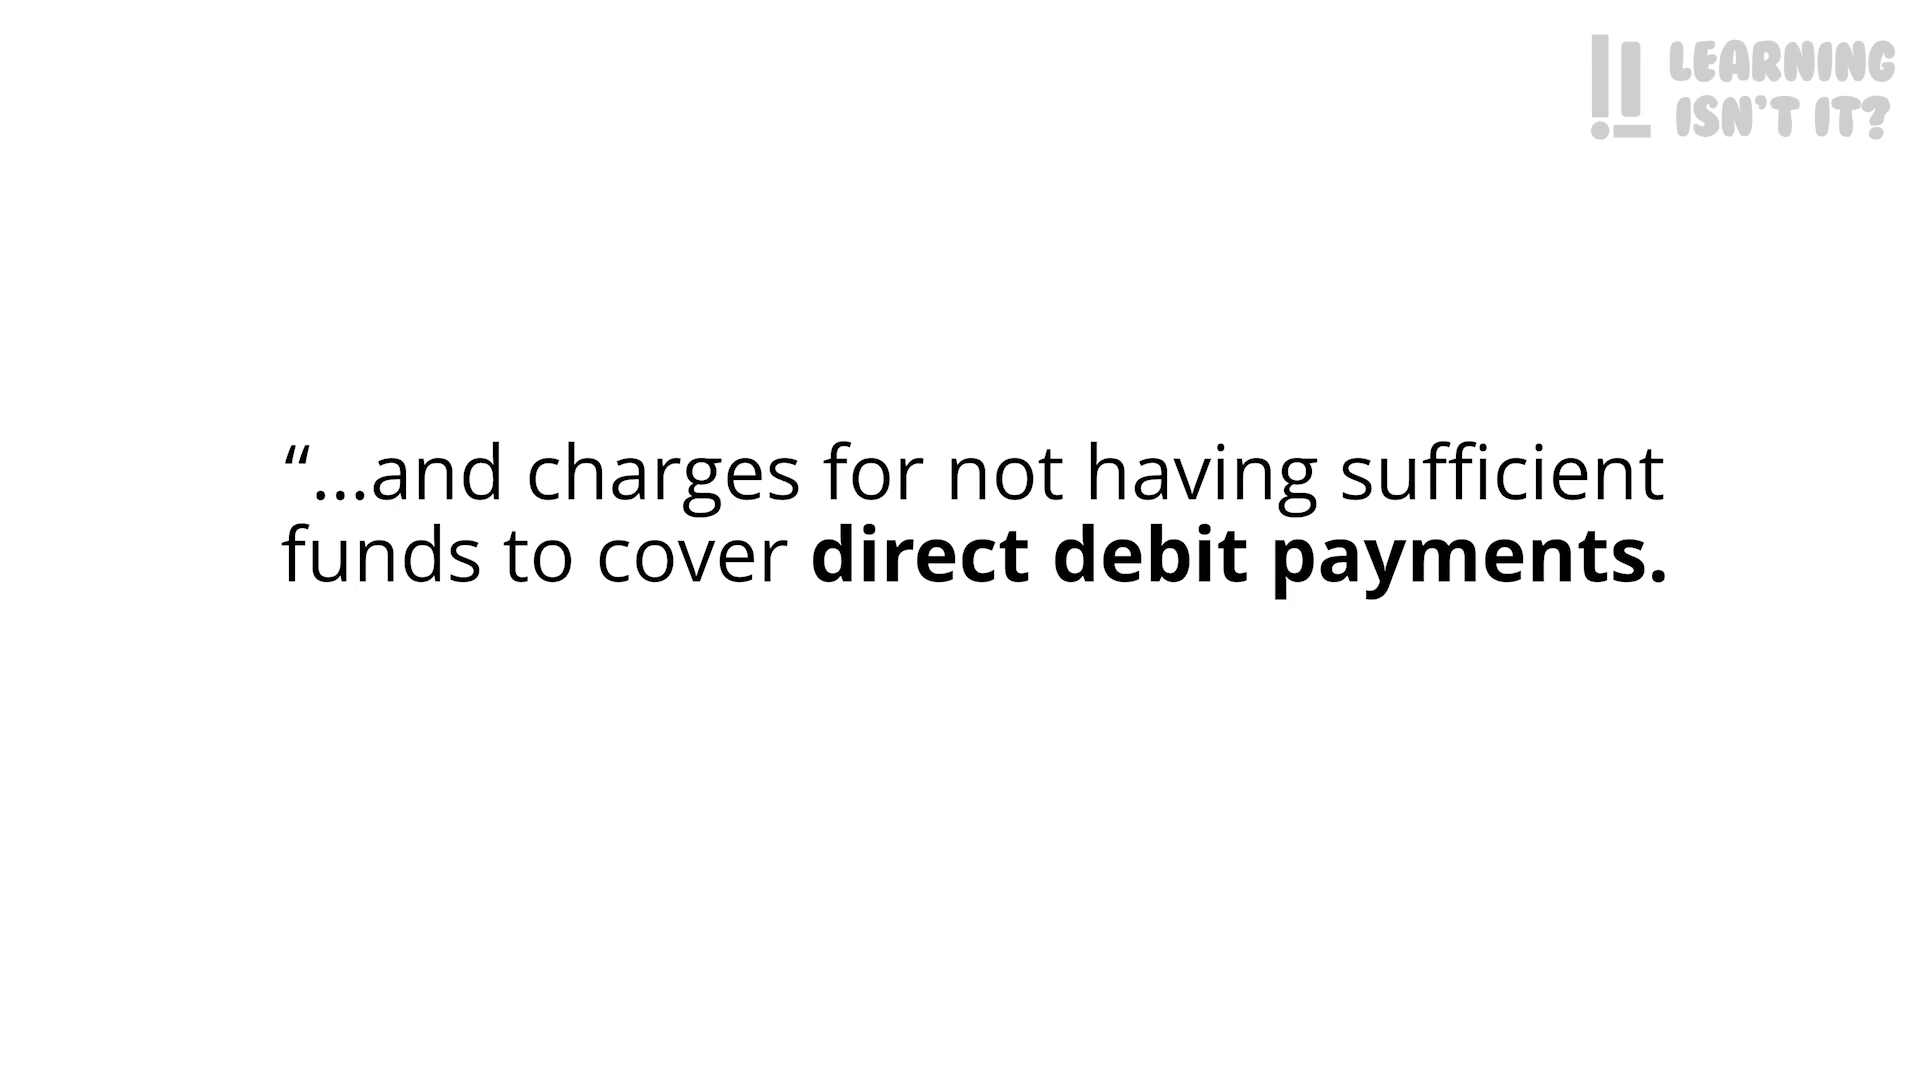 LEARNING
ISN'T IT?
“...and charges for not having sufficient
funds to cover direct debit payments.